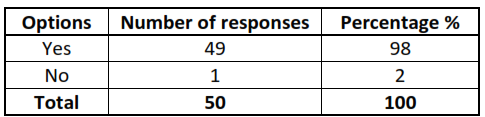 Options Number of responses Percentage %
Yes 49 98
No 1 2
Total 50 100